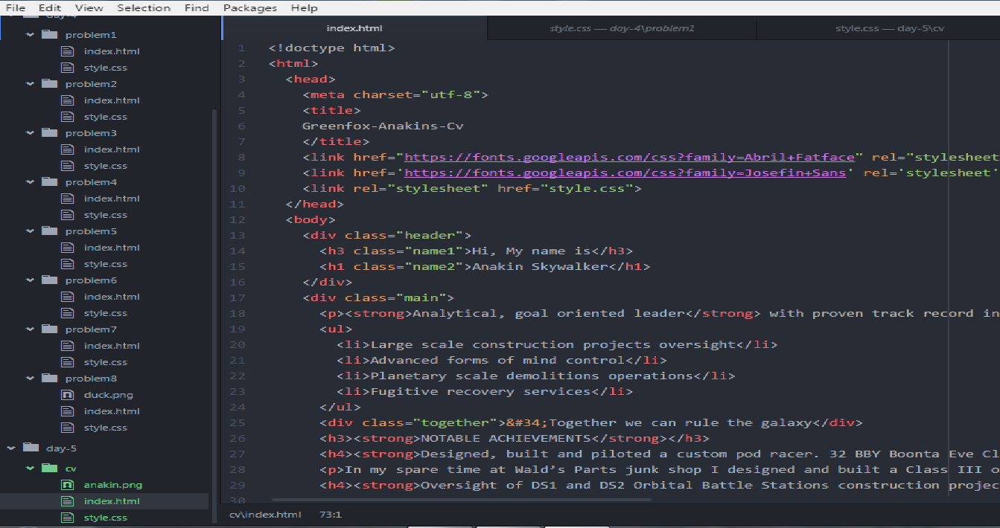 File Edit View Selection Find Packages Help
day-4
problem1
index.html
style.css
problem2
index.html
style.css
problem3
index.html
style.css
problem4
index.html
style.css
problem5
index.html
style.css
problem6
index.html
style.css
problem7
index.html
style.css
problem8
duck.png
index.html
style.css
day-5
cv
anakin.png
index.html
style.css
index.html style.css — day-4\problem1 style.css — day-5\cv
1 <!doctype html>
2 <html>
3 <head>
4 <meta charset="utf-8">
5 <title>
6 Greenfox-Anakins-Cv
7 </title>
8 <link href="https://fonts.googleapis.com/css?family=Abril+Fatface" rel="stylesheet
9 <link href='https://fonts.googleapis.com/css?family=Josefin+Sans' rel='stylesheet'
10 <link rel="stylesheet" href="style.css">
11 </head>
12 <body>
13 <div class="header">
14 <h3 class="name1">Hi, My name is</h3>
15 <h1 class="name2">Anakin Skywalker</h1>
16 </div>
17 <div class="main">
18 <p><strong>Analytical, goal oriented leader</strong> with proven track record in
19 <ul>
20 <li>Large scale construction projects oversight</li>
21 <li>Advanced forms of mind control</li>
22 <li>Planetary scale demolitions operations</li>
23 <li>Fugitive recovery services</li>
24 </ul>
25 <div class="together">&#34;Together we can rule the galaxy</div>
26 <h3><strong>NOTABLE ACHIEVEMENTS</strong></h3>
27 <h4><strong>Designed, built and piloted a custom pod racer. 32 BBY Boonta Eve Cl
28 <p>In my spare time at Wald’s Parts junk shop I designed and built a Class III o
29 <h4><strong>Oversight of DS1 and DS2 Orbital Battle Stations construction projec
30
cv\index.html 73:1